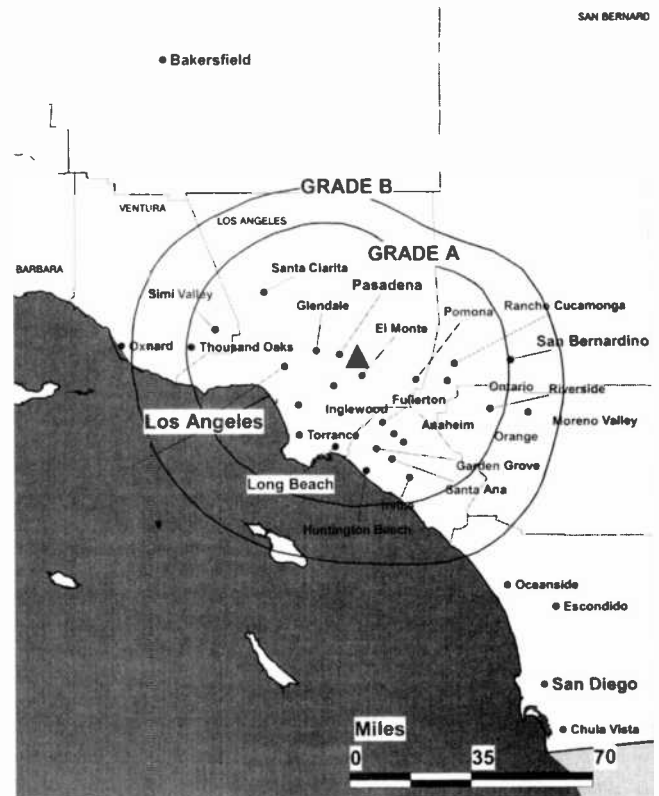 SAN BERNARD
Bakersfield
GRADE B
VENTURA
LOS ANGELES
GRADE A
BARBARA
Santa Clarita
Pasadena
Simi Valley
Glendale
Pomona
Rancho Cucamonga
El Monte
Oxnard
Thousand Oaks
San Bernardino
Fullerton
Ontario
Riverside
Los Angeles
Inglewood
Anaheim
Moreno Valley
Torrance
Orange
Garden Grove
Long Beach
Santa Ana
Irvine
Huntington Beach
Oceanside
Escondido
San Diego
Chula Vista
Miles
0 35 70